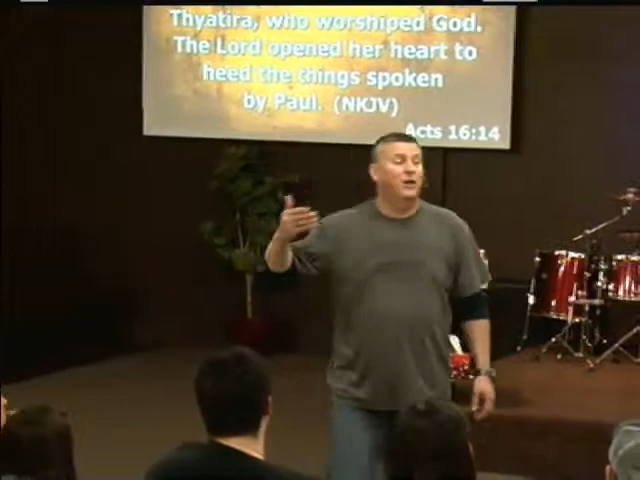 Thyatira, who worshiped God.
The Lord opened her heart to
heed the things spoken
by Paul. (NKJV)
Acts 16:14